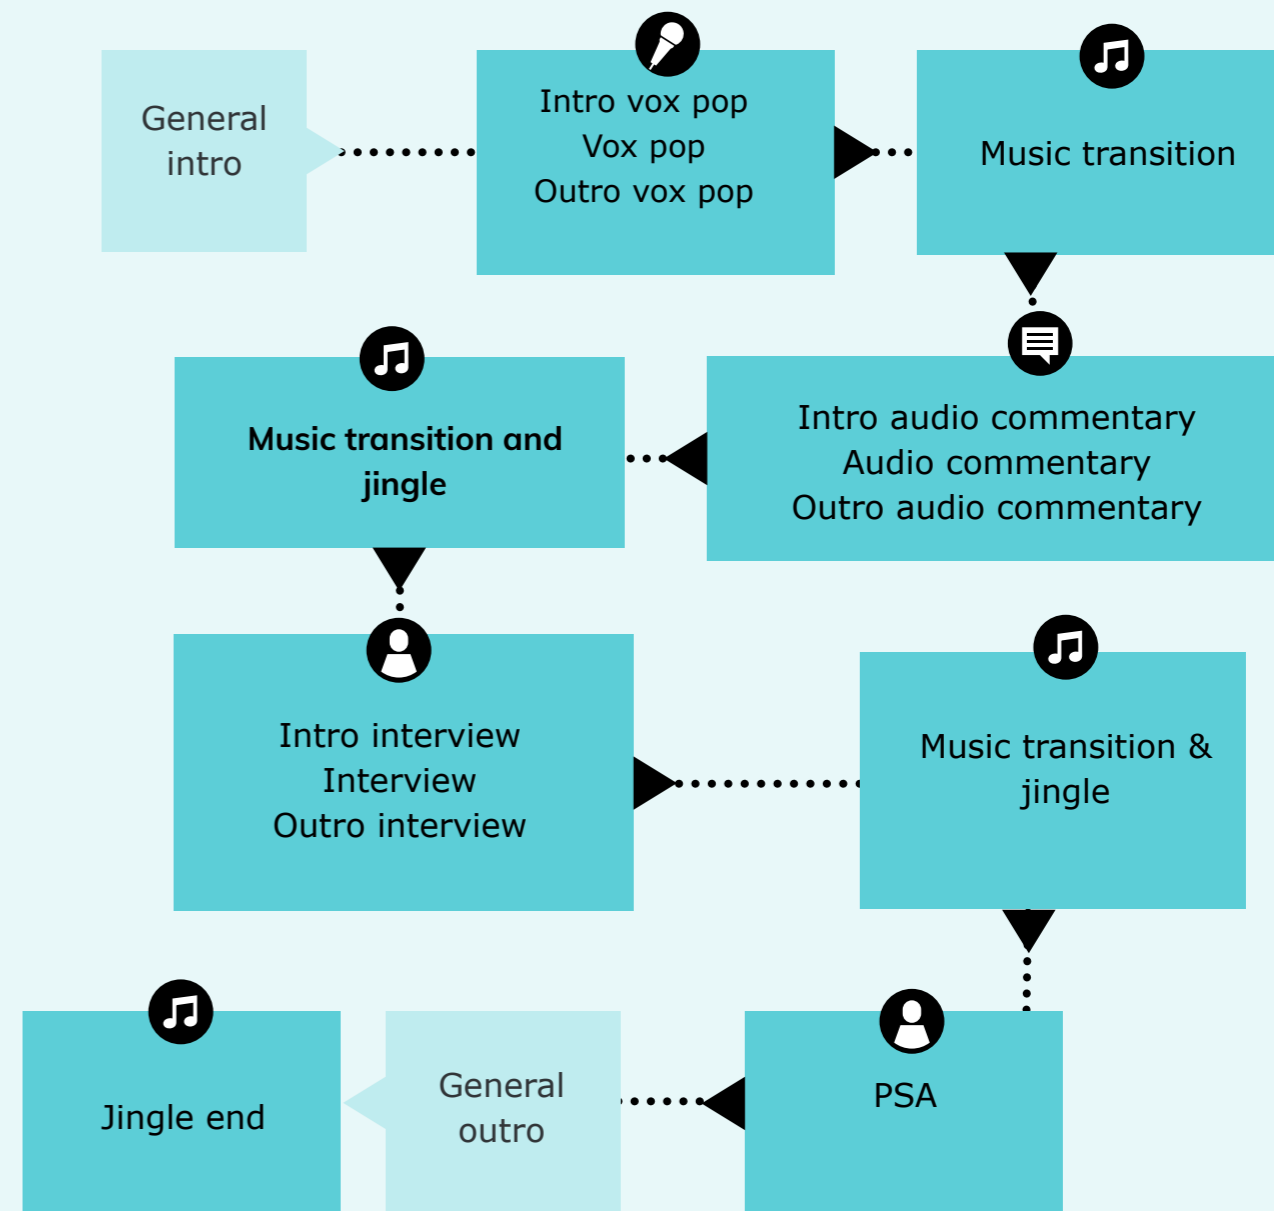 General
intro
Intro vox pop
Vox pop
Outro vox pop
Music transition
Intro audio commentary
Audio commentary
Outro audio commentary
Music transition and
jingle
Intro interview
Interview
Outro interview
Music transition &
jingle
PSA
General
outro
Jingle end